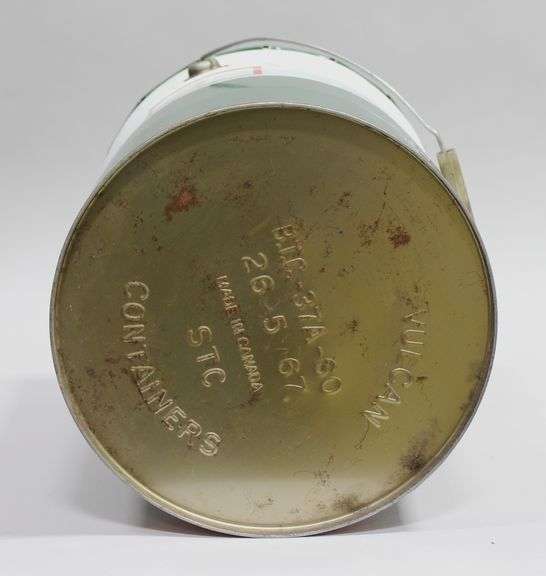 VULCAN
B.T.C.-37A-60
26-5-67.
MADE IN CANADA
STC
CONTAINERS